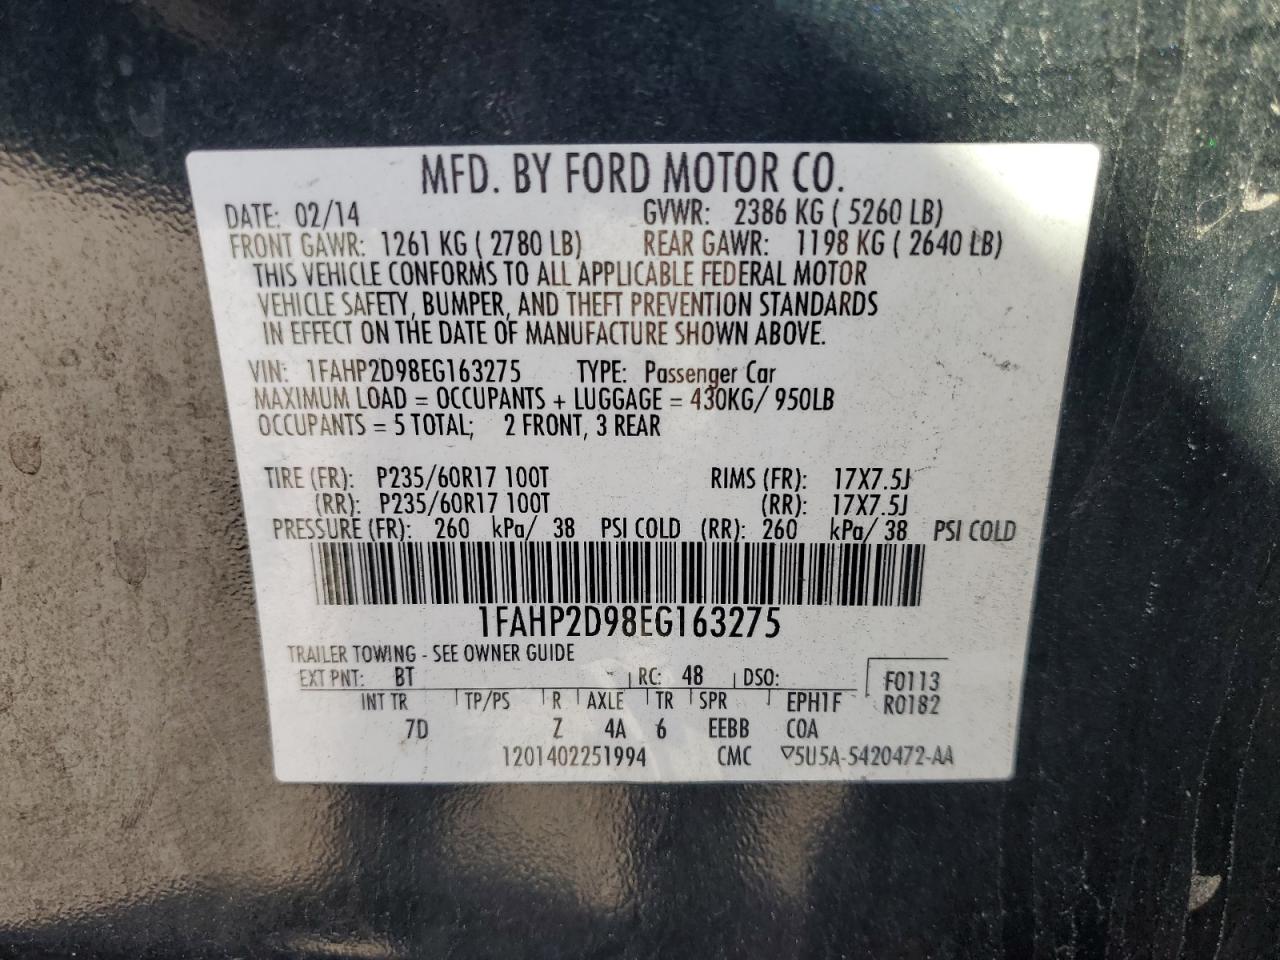 MFD. BY FORD MOTOR CO.
DATE: 02/14 GVWR: 2386 KG ( 5260 LB)
FRONT GAWR: 1261 KG ( 2780 LB) REAR GAWR: 1198 KG ( 2640 LB)
THIS VEHICLE CONFORMS TO ALL APPLICABLE FEDERAL MOTOR
VEHICLE SAFETY, BUMPER, AND THEFT PREVENTION STANDARDS
IN EFFECT ON THE DATE OF MANUFACTURE SHOWN ABOVE.
VIN: 1FAHP2D98EG163275 TYPE: Passenger Car
MAXIMUM LOAD = OCCUPANTS + LUGGAGE = 430KG/ 950LB
OCCUPANTS = 5 TOTAL; 2 FRONT, 3 REAR
TIRE (FR): P235/60R17 100T RIMS (FR): 17X7.5J
(RR): P235/60R17 100T (RR): 17X7.5J
PRESSURE (FR): 260 kPa/ 38 PSI COLD (RR): 260 kPa/ 38 PSI COLD
1FAHP2D98EG163275
TRAILER TOWING - SEE OWNER GUIDE
EXT PNT: BT RC: 48 DSO: F0113
INT TR TP/PS R AXLE TR SPR EPH1F R0182
7D Z 4A 6 EEBB COA
1201402251994 CMC ▽5U5A-5420472-AA